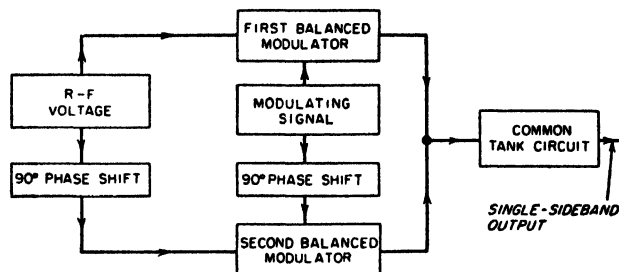 FIRST BALANCED
MODULATOR
R-F
VOLTAGE
MODULATING
SIGNAL
COMMON
TANK CIRCUIT
90° PHASE SHIFT
90° PHASE SHIFT
SINGLE-SIDEBAND
OUTPUT
SECOND BALANCED
MODULATOR